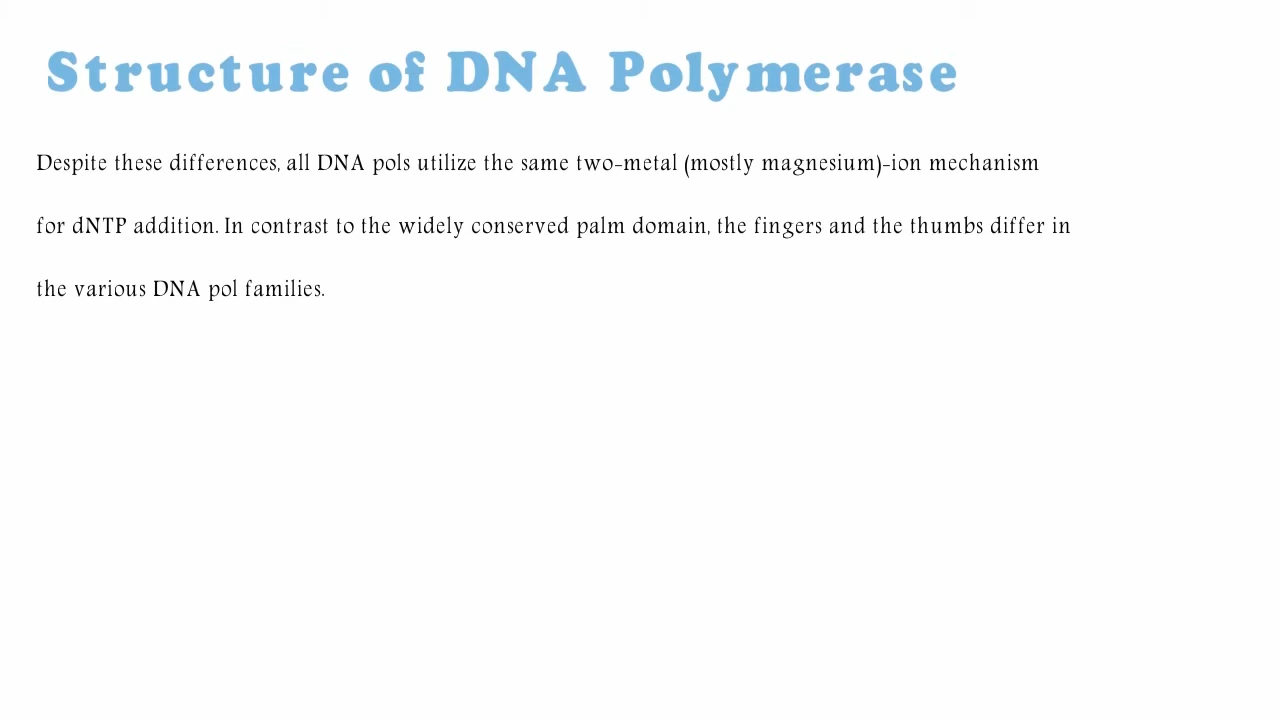 Structure of DNA Polymerase
Despite these differences, all DNA pols utilize the same two-metal (mostly magnesium)-ion mechanism
for dNTP addition. In contrast to the widely conserved palm domain, the fingers and the thumbs differ in
the various DNA pol families.